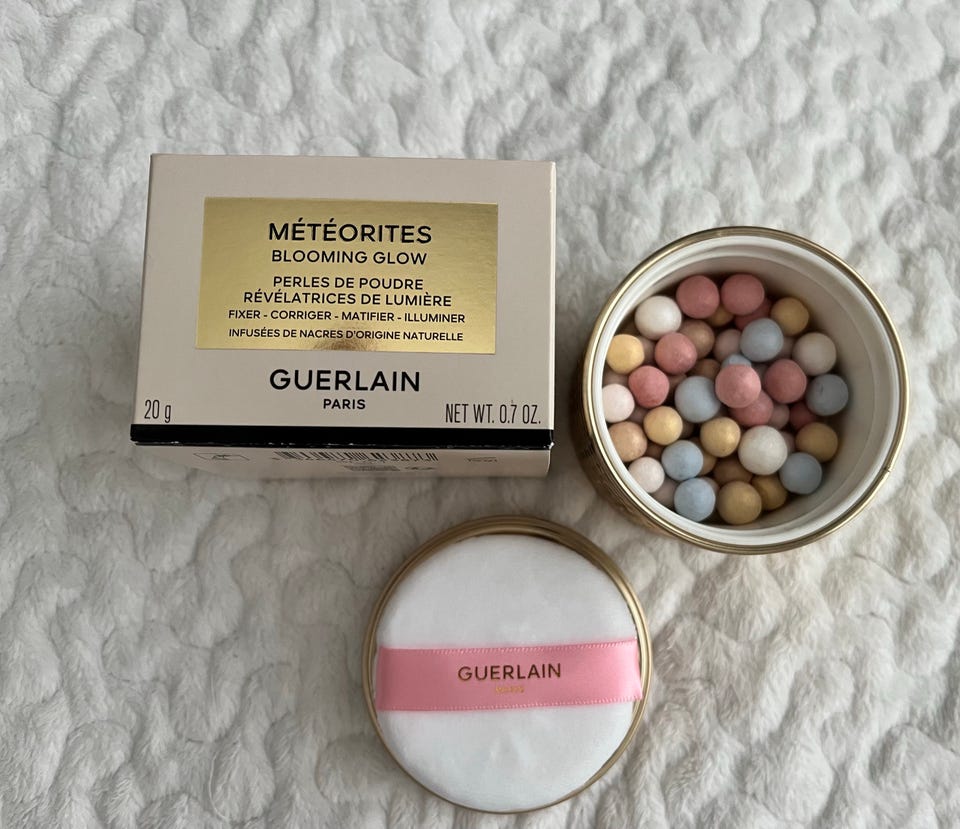 MÉTÉORITES
BLOOMING GLOW
PERLES DE POUDRE
RÉVÉLATRICES DE LUMIÈRE
FIXER - CORRIGER - MATIFIER - ILLUMINER
INFUSÉES DE NACRES D'ORIGINE NATURELLE
GUERLAIN
PARIS
20 g
NET WT. 0.7 OZ.
GUERLAIN
PARIS